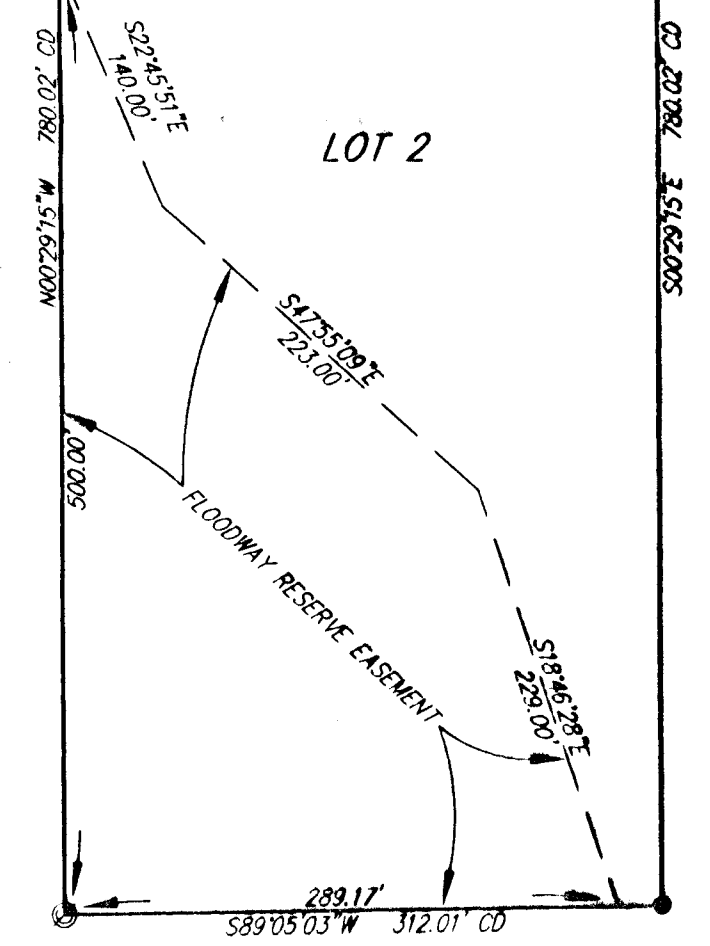 S22°45'51"E
140.00'
N00°29'15"W 780.02' CD
S00°29'15"E 780.02' CD
LOT 2
S47°55'09"E
223.00'
500.00'
FLOODWAY RESERVE EASEMENT
S18°46'28"E
229.00'
289.17'
S89°05'03"W 312.01' CD